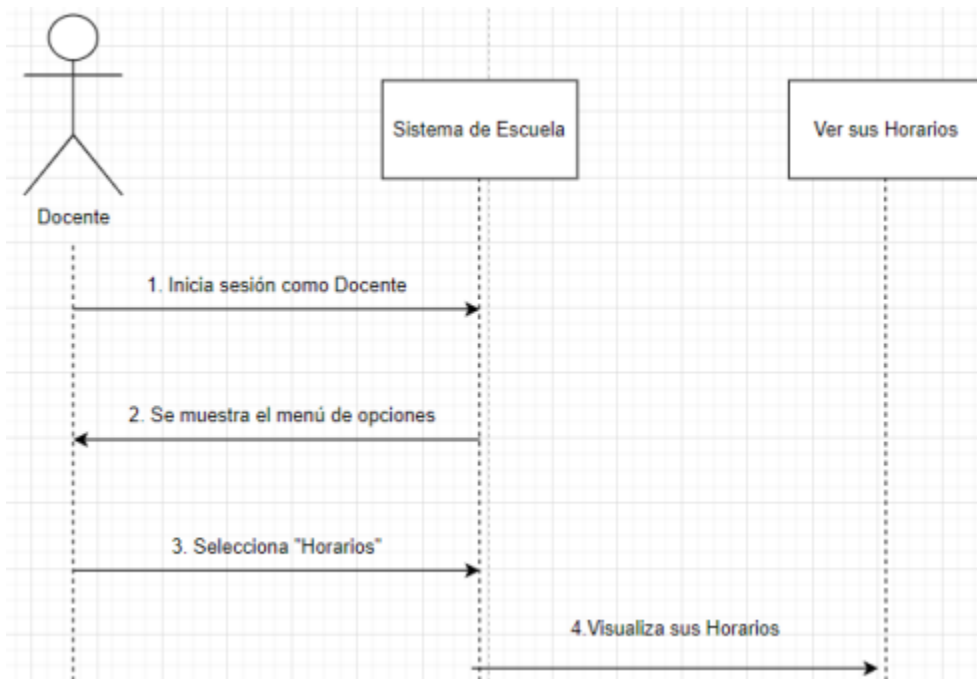 Sistema de Escuela
Ver sus Horarios
Docente
1. Inicia sesión como Docente
2. Se muestra el menú de opciones
3. Selecciona "Horarios"
4.Visualiza sus Horarios